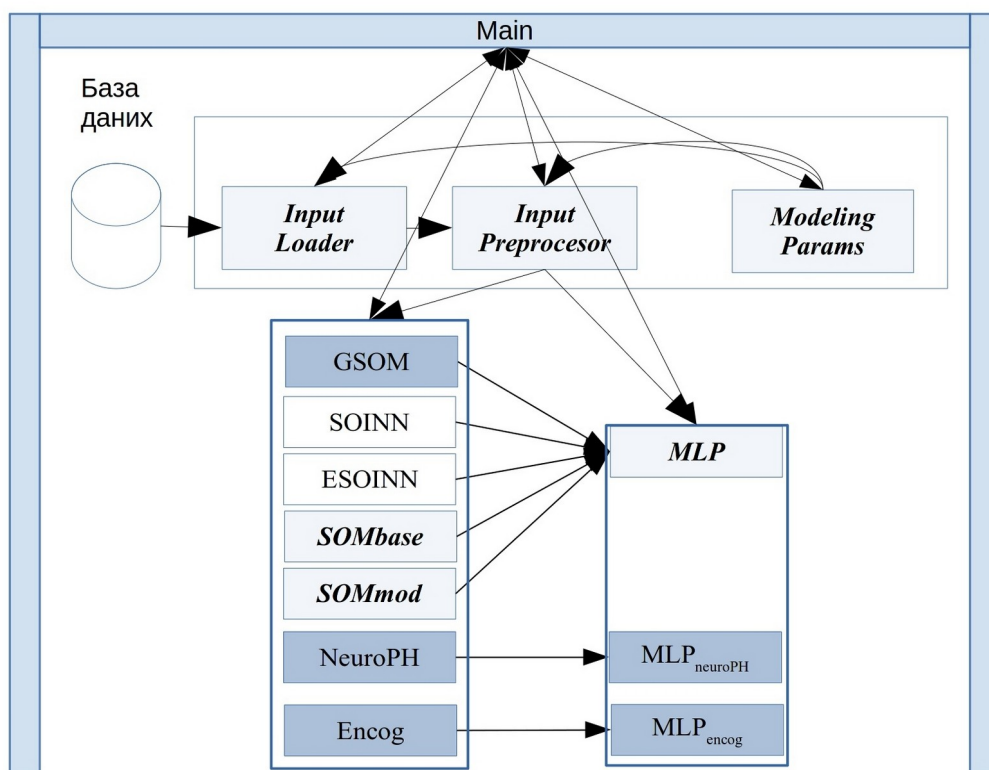 Main
База
даних
Input
Loader
Input
Preprocesor
Modeling
Params
GSOM
SOINN
ESOINN
SOMbase
SOMmod
NeuroPH
Encog
MLP
MLPneuroPH
MLPencog